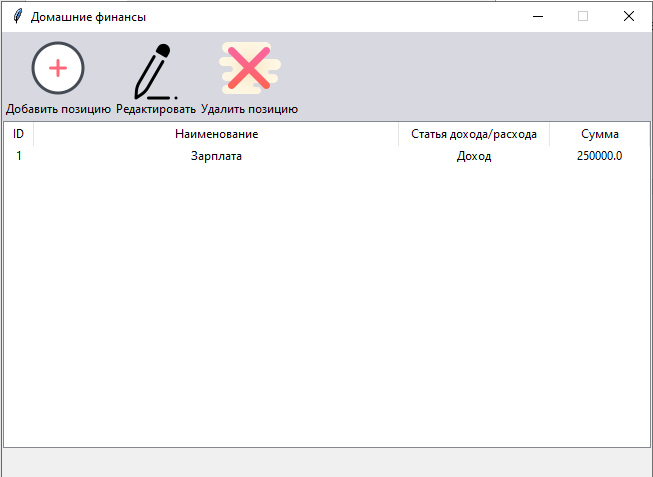 Домашние финансы
Добавить позицию Редактировать Удалить позицию
ID Наименование Статья дохода/расхода Сумма
1 Зарплата Доход 250000.0